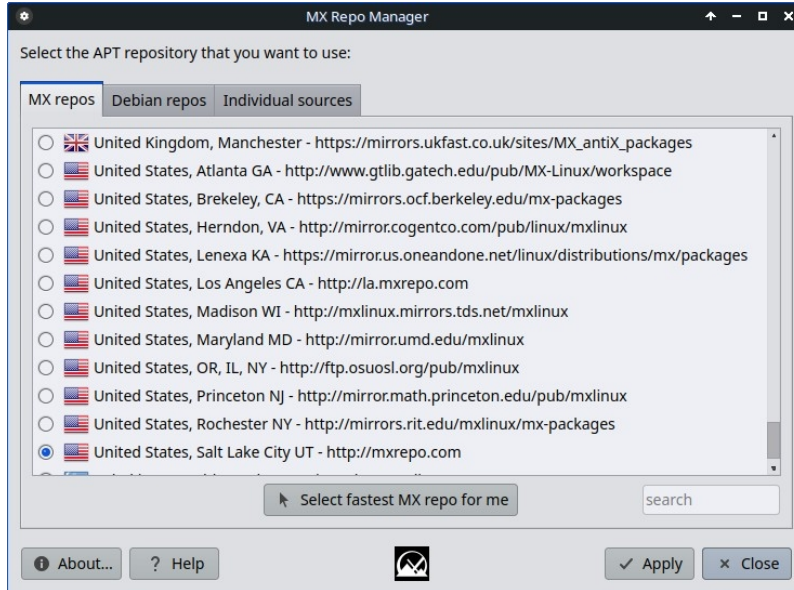 MX Repo Manager
Select the APT repository that you want to use:
MX repos Debian repos Individual sources
United Kingdom, Manchester - https://mirrors.ukfast.co.uk/sites/MX_antiX_packages
United States, Atlanta GA - http://www.gtlib.gatech.edu/pub/MX-Linux/workspace
United States, Brekeley, CA - https://mirrors.ocf.berkeley.edu/mx-packages
United States, Herndon, VA - http://mirror.cogentco.com/pub/linux/mxlinux
United States, Lenexa KA - https://mirror.us.oneandone.net/linux/distributions/mx/packages
United States, Los Angeles CA - http://la.mxrepo.com
United States, Madison WI - http://mxlinux.mirrors.tds.net/mxlinux
United States, Maryland MD - http://mirror.umd.edu/mxlinux
United States, OR, IL, NY - http://ftp.osuosl.org/pub/mxlinux
United States, Princeton NJ - http://mirror.math.princeton.edu/pub/mxlinux
United States, Rochester NY - http://mirrors.rit.edu/mxlinux/mx-packages
United States, Salt Lake City UT - http://mxrepo.com
Select fastest MX repo for me search
About... ? Help Apply Close